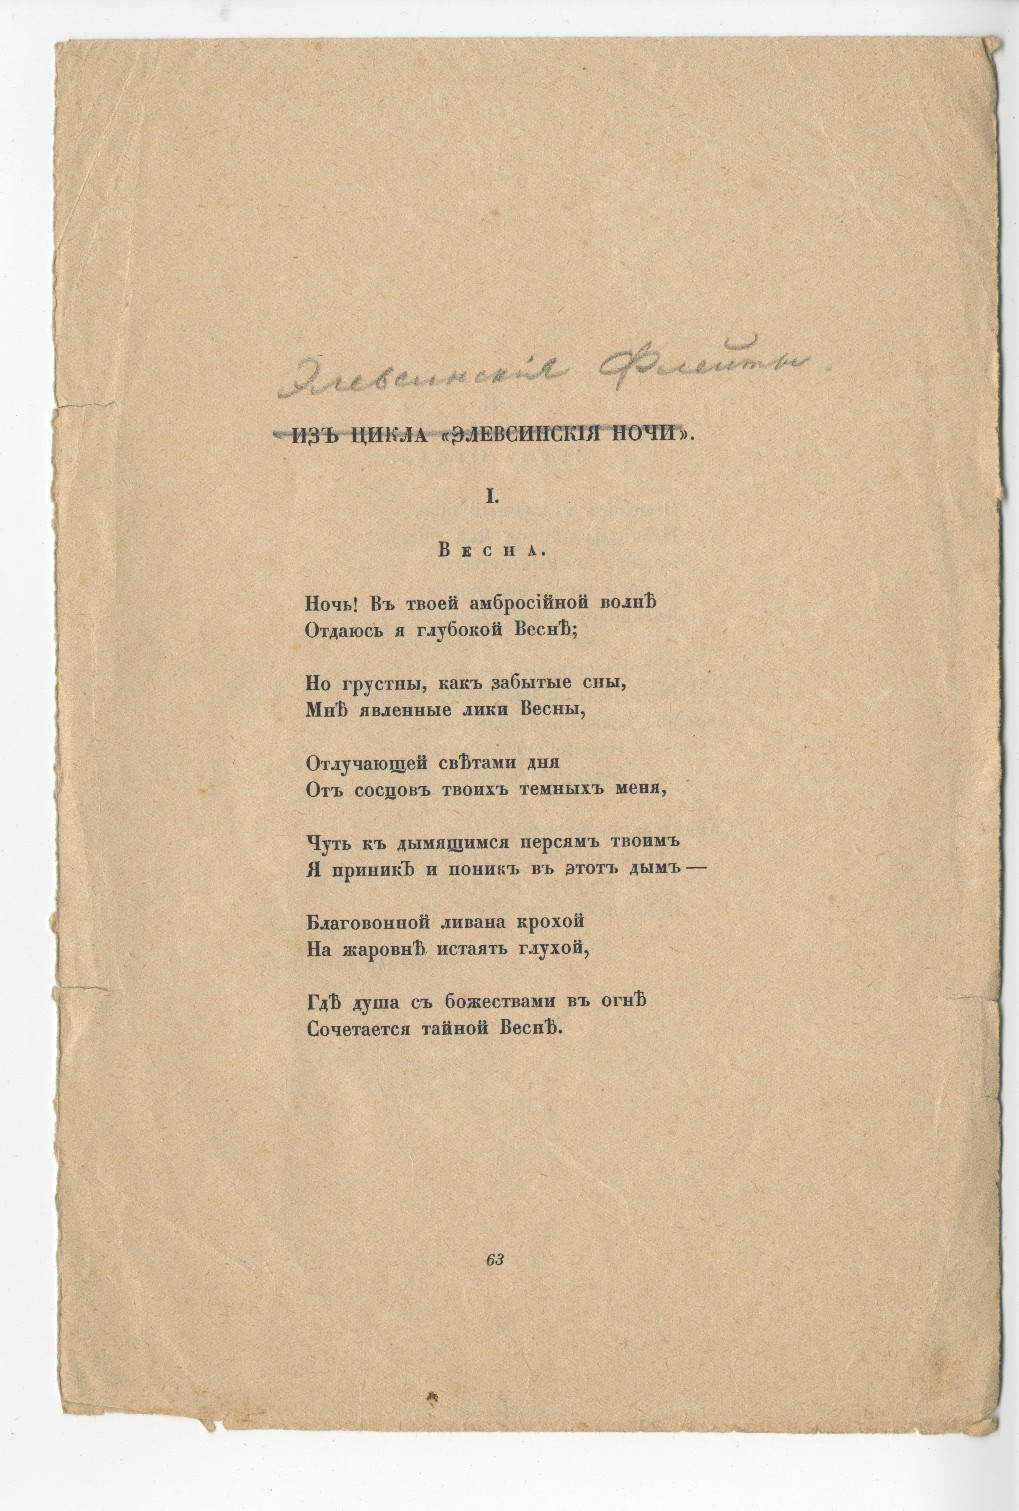 Элевсинскія Флейты.
ИЗЪ ЦИКЛА «ЭЛЕВСИНСКІЯ НОЧИ».
I.
Весна.
Ночь! Въ твоей амбросійной волнѣ
Отдаюсь я глубокой Веснѣ;
Но грустны, какъ забытые сны,
Мнѣ явленные лики Весны,
Отлучающей свѣтами дня
Отъ сосцовъ твоихъ темныхъ меня,
Чуть къ дымящимся персямъ твоимъ
Я приникЪ и поникъ въ этотъ дымъ —
Благовонной ливана крохой
На жаровнѣ истаять глухой,
Гдѣ душа съ божествами въ огнѣ
Сочетается тайной Веснѣ.
63